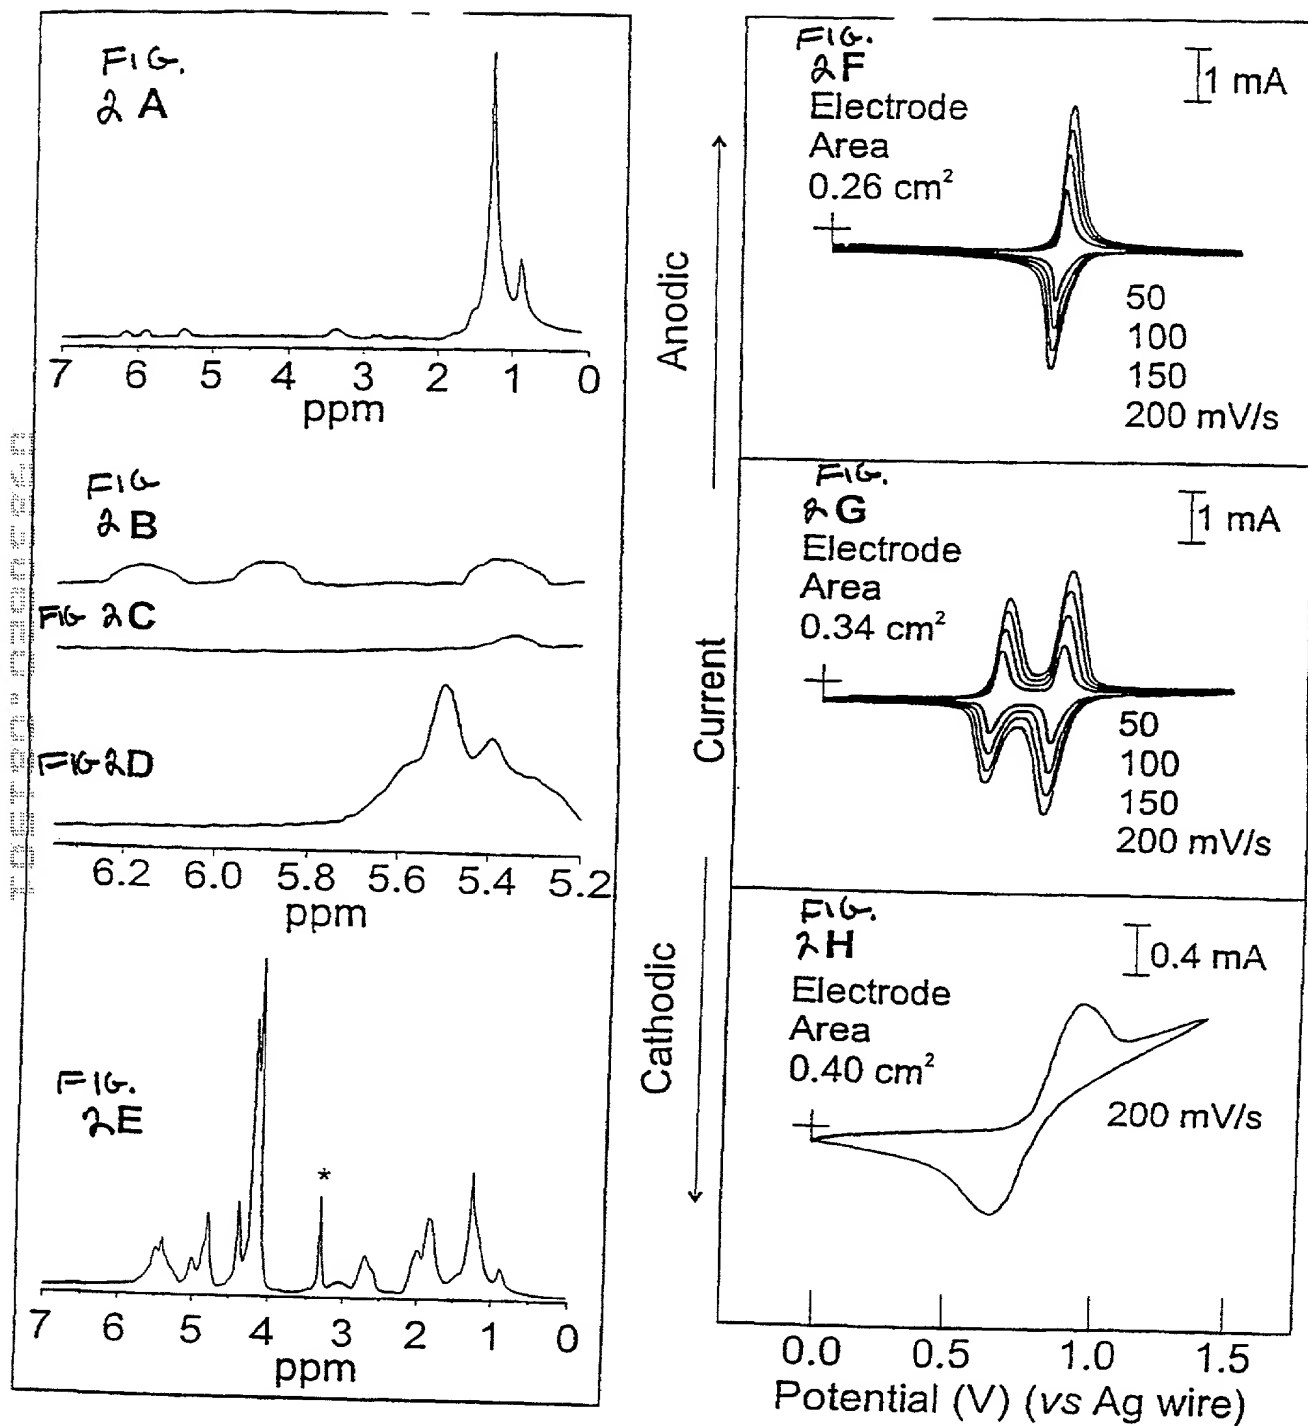 FIG.
2 A
7 6 5 4 3 2 1 0
ppm
FIG
2 B
FIG 2C
FIG 2D
6.2 6.0 5.8 5.6 5.4 5.2
ppm
FIG.
2E
*
7 6 5 4 3 2 1 0
ppm
Anodic
Current
Cathodic
FIG.
2F
Electrode
Area
0.26 cm²
1 mA
50
100
150
200 mV/s
FIG.
2G
Electrode
Area
0.34 cm²
1 mA
50
100
150
200 mV/s
FIG.
2H
Electrode
Area
0.40 cm²
0.4 mA
200 mV/s
0.0 0.5 1.0 1.5
Potential (V) (vs Ag wire)